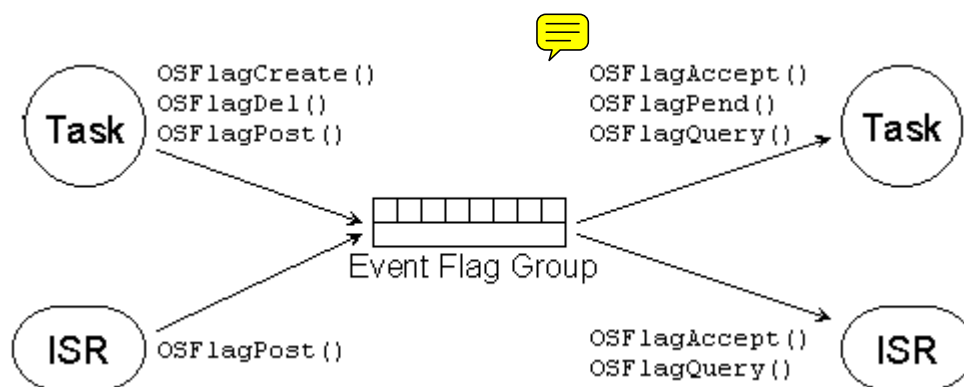 Task
OSFlagCreate()
OSFlagDel()
OSFlagPost()
OSFlagAccept()
OSFlagPend()
OSFlagQuery()
Task
Event Flag Group
ISR
OSFlagPost()
OSFlagAccept()
OSFlagQuery()
ISR